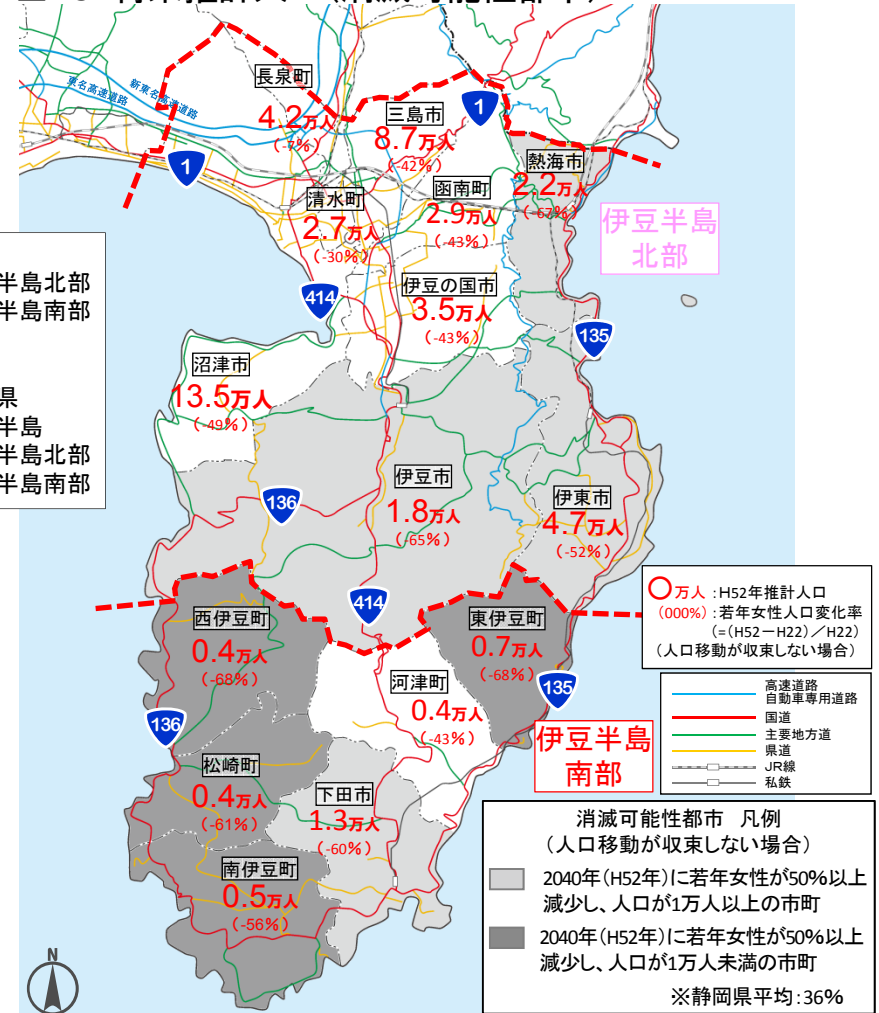 長泉町
東名高速道路
新東名高速道路
4.2万人
(-7%)
三島市
8.7万人
(-42%)
1
1
熱海市
2.2万人
(-67%)
清水町
2.7万人
(-30%)
函南町
2.9万人
(-43%)
伊豆半島
北部
半島北部
半島南部
県
半島
半島北部
半島南部
414
伊豆の国市
3.5万人
(-43%)
135
沼津市
13.5万人
(-49%)
136
伊豆市
1.8万人
(-65%)
伊東市
4.7万人
(-52%)
414
西伊豆町
0.4万人
(-68%)
東伊豆町
0.7万人
(-68%)
135
○万人 :H52年推計人口
(000%) :若年女性人口変化率
(=(H52-H22)/H22)
(人口移動が収束しない場合)
河津町
0.4万人
(-43%)
136
松崎町
0.4万人
(-61%)
下田市
1.3万人
(-60%)
南伊豆町
0.5万人
(-56%)
伊豆半島
南部
高速道路
自動車専用道路
国道
主要地方道
県道
JR線
私鉄
消滅可能性都市 凡例
(人口移動が収束しない場合)
2040年(H52年)に若年女性が50%以上
減少し、人口が1万人以上の市町
2040年(H52年)に若年女性が50%以上
減少し、人口が1万人未満の市町
※静岡県平均:36%
N